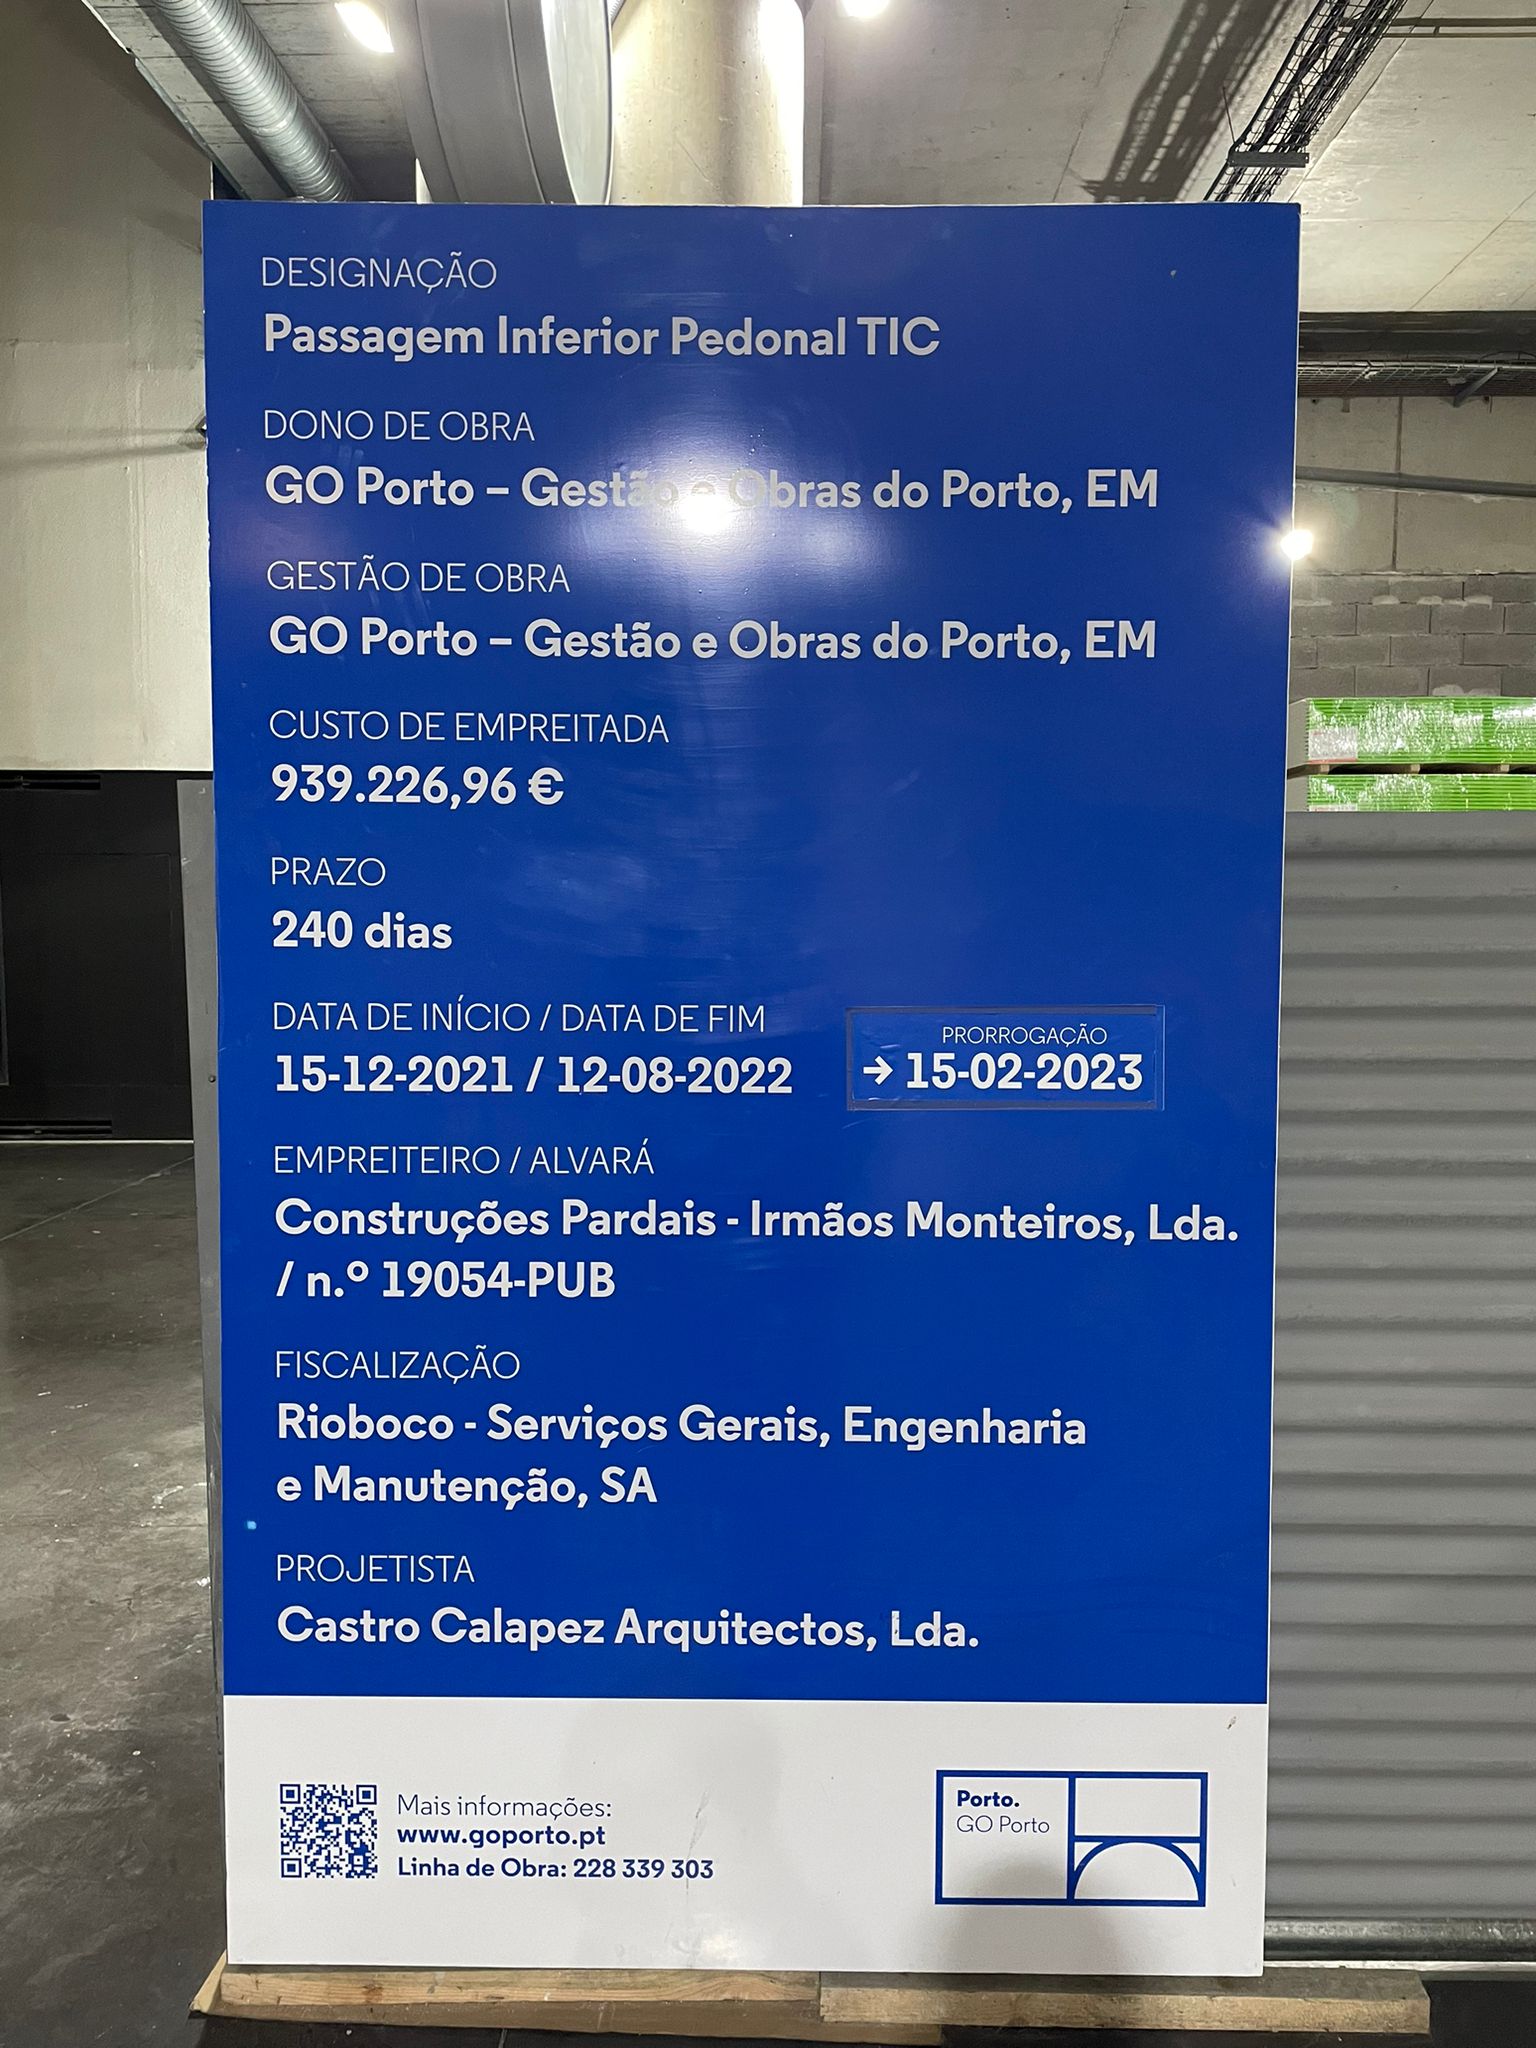 DESIGNAÇÃO
Passagem Inferior Pedonal TIC
DONO DE OBRA
GO Porto – Gestão e Obras do Porto, EM
GESTÃO DE OBRA
GO Porto – Gestão e Obras do Porto, EM
CUSTO DE EMPREITADA
939.226,96 €
PRAZO
240 dias
DATA DE INÍCIO / DATA DE FIM
15-12-2021 / 12-08-2022
PRORROGAÇÃO
→ 15-02-2023
EMPREITEIRO / ALVARÁ
Construções Pardais - Irmãos Monteiros, Lda.
/ n.º 19054-PUB
FISCALIZAÇÃO
Rioboco - Serviços Gerais, Engenharia
e Manutenção, SA
PROJETISTA
Castro Calapez Arquitectos, Lda.
Mais informações:
www.goporto.pt
Linha de Obra: 228 339 303
Porto.
GO Porto